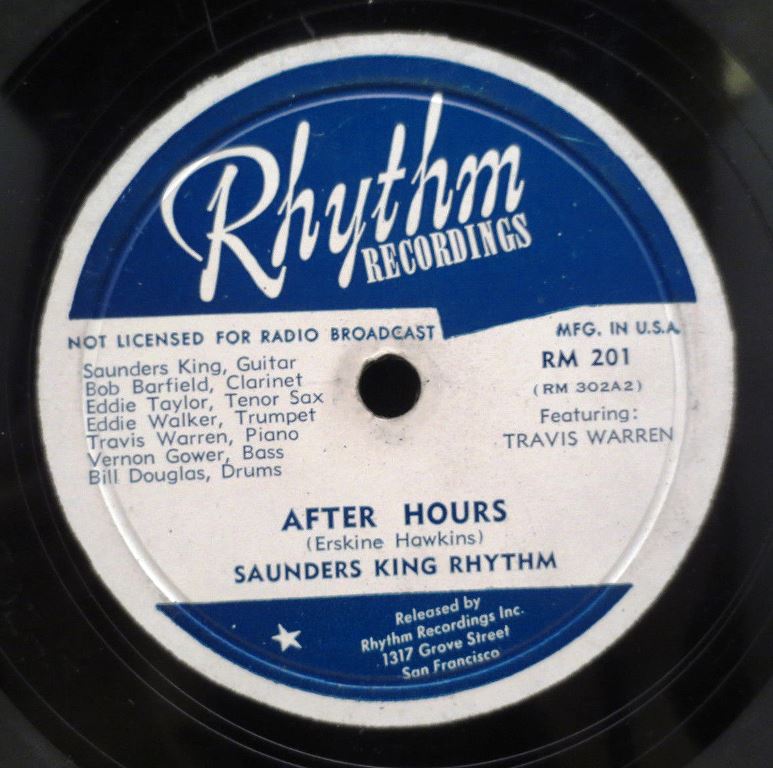 Rhythm
RECORDINGS
NOT LICENSED FOR RADIO BROADCAST
MFG. IN U.S.A.
Saunders King, Guitar
Bob Barfield, Clarinet
Eddie Taylor, Tenor Sax
Eddie Walker, Trumpet
Travis Warren, Piano
Vernon Gower, Bass
Bill Douglas, Drums
RM 201
(RM 302A2)
Featuring:
TRAVIS WARREN
AFTER HOURS
(Erskine Hawkins)
SAUNDERS KING RHYTHM
Released by
Rhythm Recordings Inc.
1317 Grove Street
San Francisco